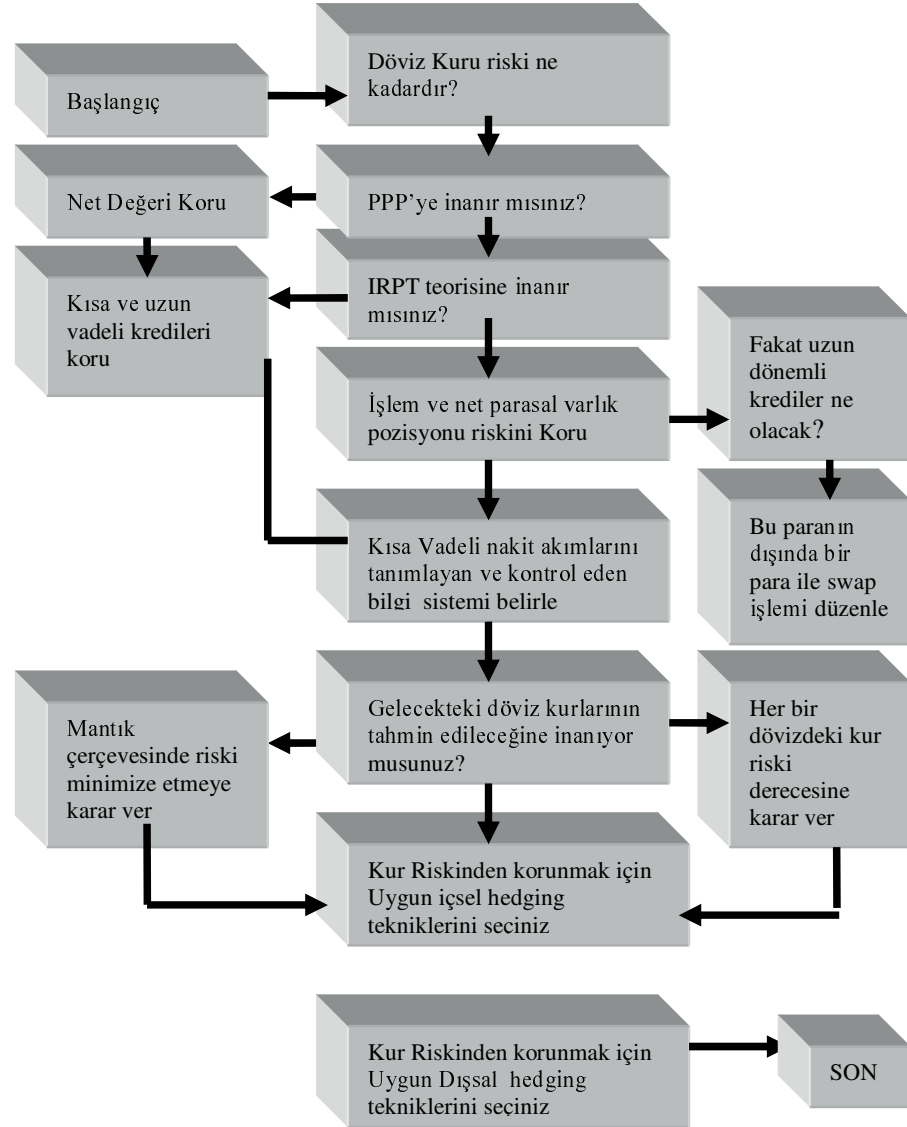 Başlangıç
Döviz Kuru riski ne
kadardır?
Net Değeri Koru
PPP'ye inanır mısınız?
Kısa ve uzun
vadeli kredileri
koru
IRPT teorisine inanır
mısınız?
İşlem ve net parasal varlık
pozisyonu riskini Koru
Fakat uzun
dönemli
krediler ne
olacak?
Kısa Vadeli nakit akımlarını
tanımlayan ve kontrol eden
bilgi sistemi belirle
Bu paranın
dışında bir
para ile swap
işlemi düzenle
Mantık
çerçevesinde riski
minimize etmeye
karar ver
Gelecekteki döviz kurlarının
tahmin edileceğine inanıyor
musunuz?
Her bir
dövizdeki kur
riski
derecesine
karar ver
Kur Riskinden korunmak için
Uygun içsel hedging
tekniklerini seçiniz
Kur Riskinden korunmak için
Uygun Dışsal hedging
tekniklerini seçiniz
SON